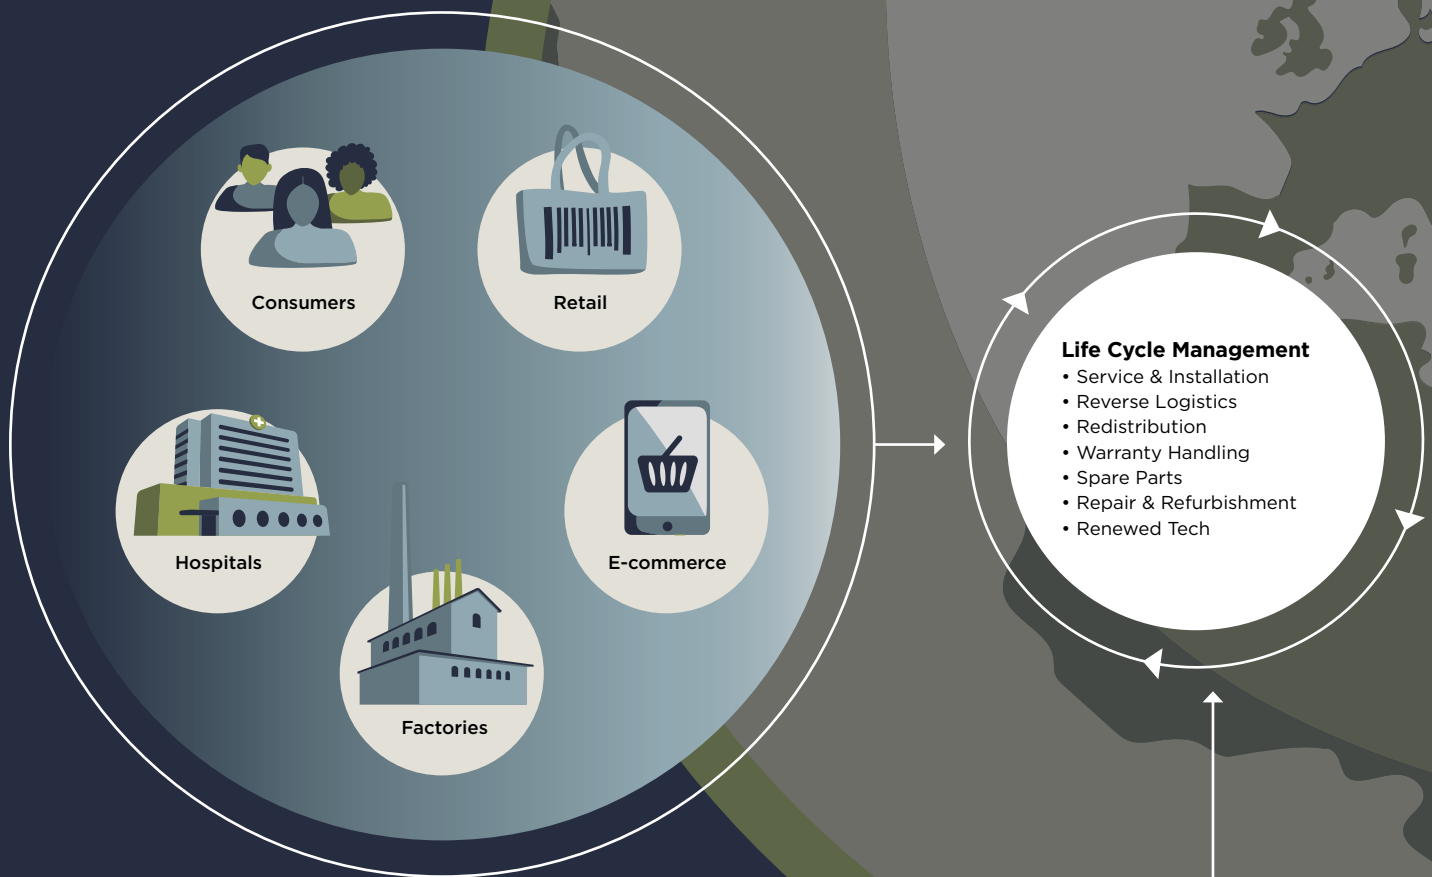 Consumers
Retail
Hospitals
E-commerce
Factories
Life Cycle Management
• Service & Installation
• Reverse Logistics
• Redistribution
• Warranty Handling
• Spare Parts
• Repair & Refurbishment
• Renewed Tech